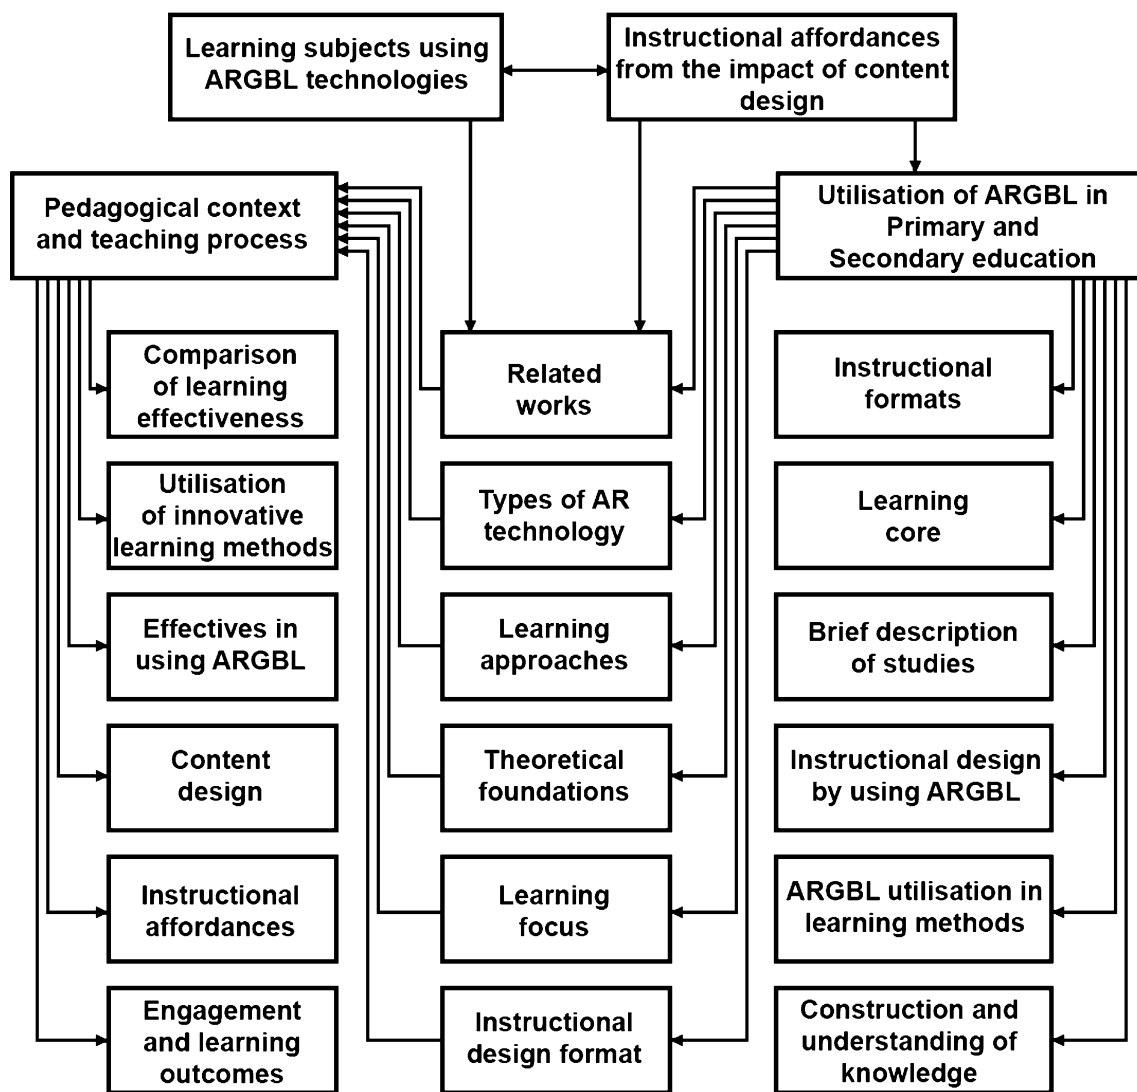 Learning subjects using
ARGBL technologies
Instructional affordances
from the impact of content
design
Pedagogical context
and teaching process
Utilisation of ARGBL in
Primary and
Secondary education
Comparison
of learning
effectiveness
Related
works
Instructional
formats
Utilisation
of innovative
learning methods
Types of AR
technology
Learning
core
Effectives in
using ARGBL
Learning
approaches
Brief description
of studies
Content
design
Theoretical
foundations
Instructional design
by using ARGBL
Instructional
affordances
Learning
focus
ARGBL utilisation in
learning methods
Engagement
and learning
outcomes
Instructional
design format
Construction and
understanding of
knowledge